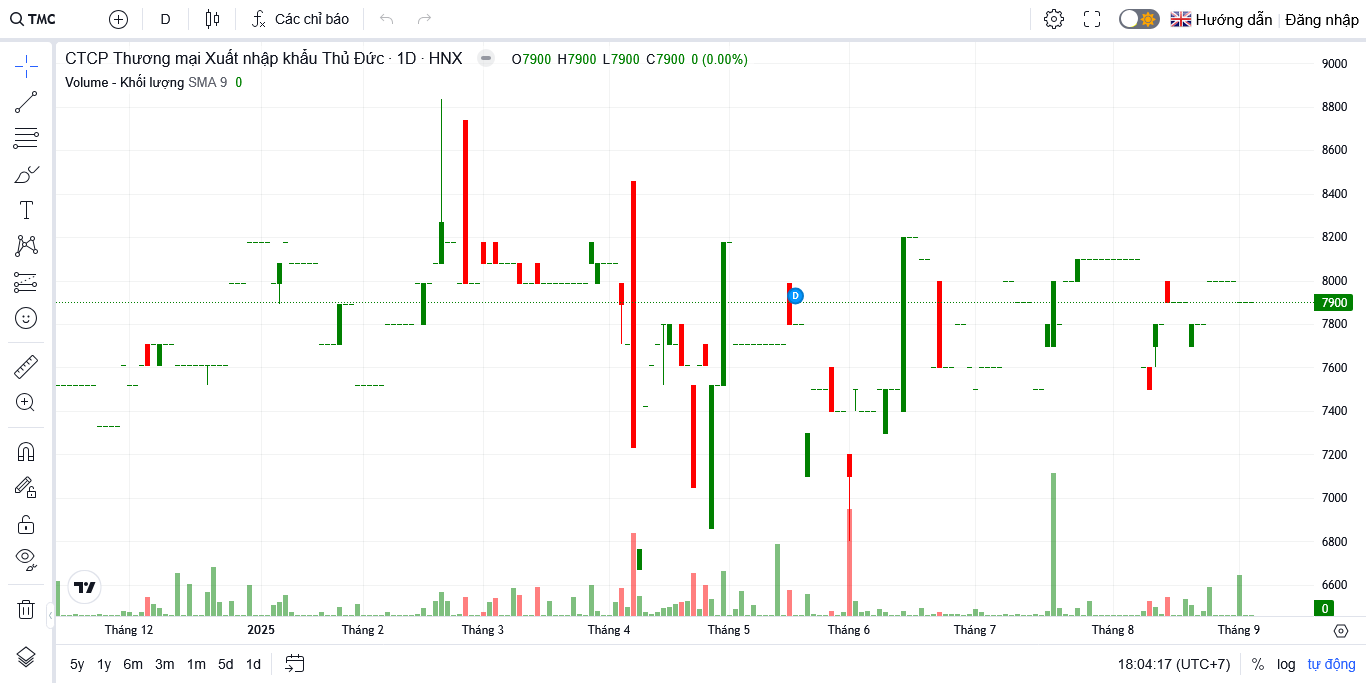 TMC D Các chỉ báo Hướng dẫn Đăng nhập
CTCP Thương mại Xuất nhập khẩu Thủ Đức · 1D · HNX O7900 H7900 L7900 C7900 0 (0.00%)
Volume - Khối lượng SMA 9 0
9000
8800
8600
8400
8200
8000
7900
7800
7600
7400
7200
7000
6800
6600
0
D
Tháng 12 2025 Tháng 2 Tháng 3 Tháng 4 Tháng 5 Tháng 6 Tháng 7 Tháng 8 Tháng 9
5y 1y 6m 3m 1m 5d 1d 18:04:17 (UTC+7) % log tự động